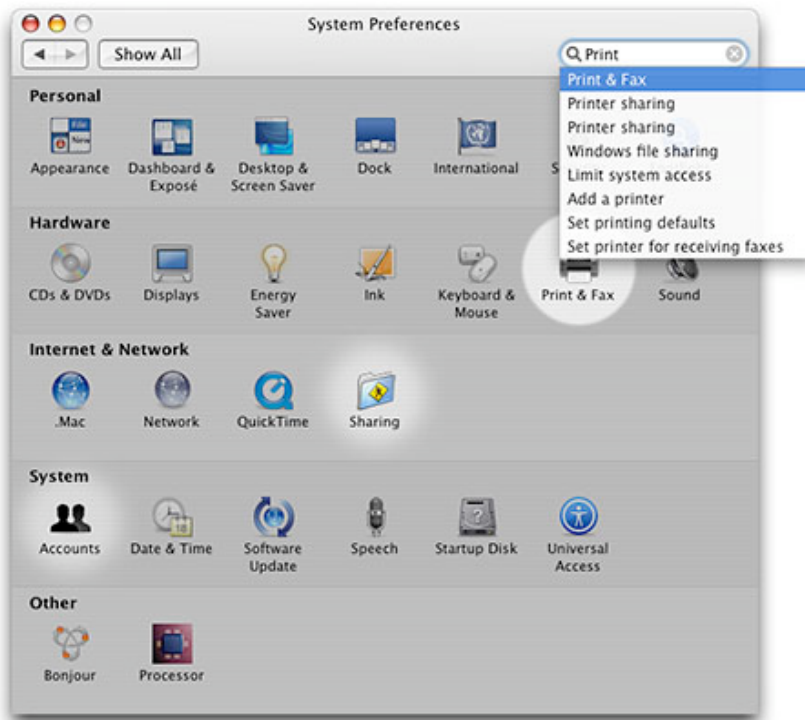 System Preferences
Show All
Print
Print & Fax
Printer sharing
Printer sharing
Windows file sharing
Limit system access
Add a printer
Set printing defaults
Set printer for receiving faxes
Personal
File
New
Appearance
Dashboard &
Exposé
Desktop &
Screen Saver
Dock
International
S
Hardware
CDs & DVDs
Displays
Energy
Saver
Ink
Keyboard &
Mouse
Print & Fax
Sound
Internet & Network
.Mac
Network
QuickTime
Sharing
System
Accounts
18
Date & Time
Software
Update
Speech
?
Startup Disk
Universal
Access
Other
Bonjour
Processor